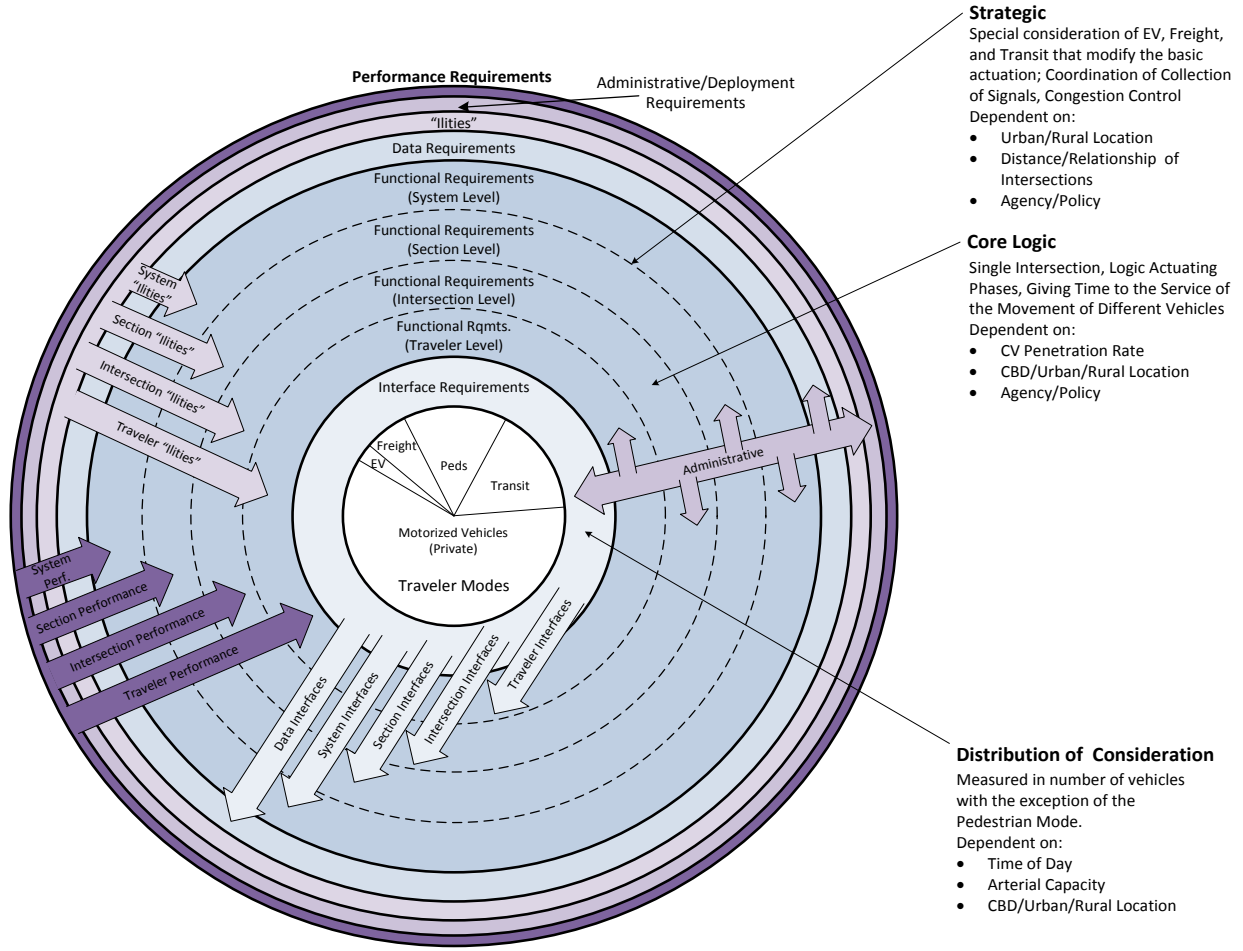 Strategic
Special consideration of EV, Freight,
and Transit that modify the basic
actuation; Coordination of Collection
of Signals, Congestion Control
Dependent on:
• Urban/Rural Location
• Distance/Relationship of
Intersections
• Agency/Policy
Performance Requirements
Administrative/Deployment
Requirements
"Ilities"
Data Requirements
Functional Requirements
(System Level)
Functional Requirements
(Section Level)
Functional Requirements
(Intersection Level)
Functional Rqmts.
(Traveler Level)
Interface Requirements
Core Logic
Single Intersection, Logic Actuating
Phases, Giving Time to the Service of
the Movement of Different Vehicles
Dependent on:
• CV Penetration Rate
• CBD/Urban/Rural Location
• Agency/Policy
System
"Ilities"
Section "Ilities"
Intersection "Ilities"
Traveler "Ilities"
Freight
EV
Peds
Transit
Motorized Vehicles
(Private)
Traveler Modes
Administrative
System
Perf.
Section Performance
Intersection Performance
Traveler Performance
Data Interfaces
System Interfaces
Section Interfaces
Intersection Interfaces
Traveler Interfaces
Distribution of Consideration
Measured in number of vehicles
with the exception of the
Pedestrian Mode.
Dependent on:
• Time of Day
• Arterial Capacity
• CBD/Urban/Rural Location